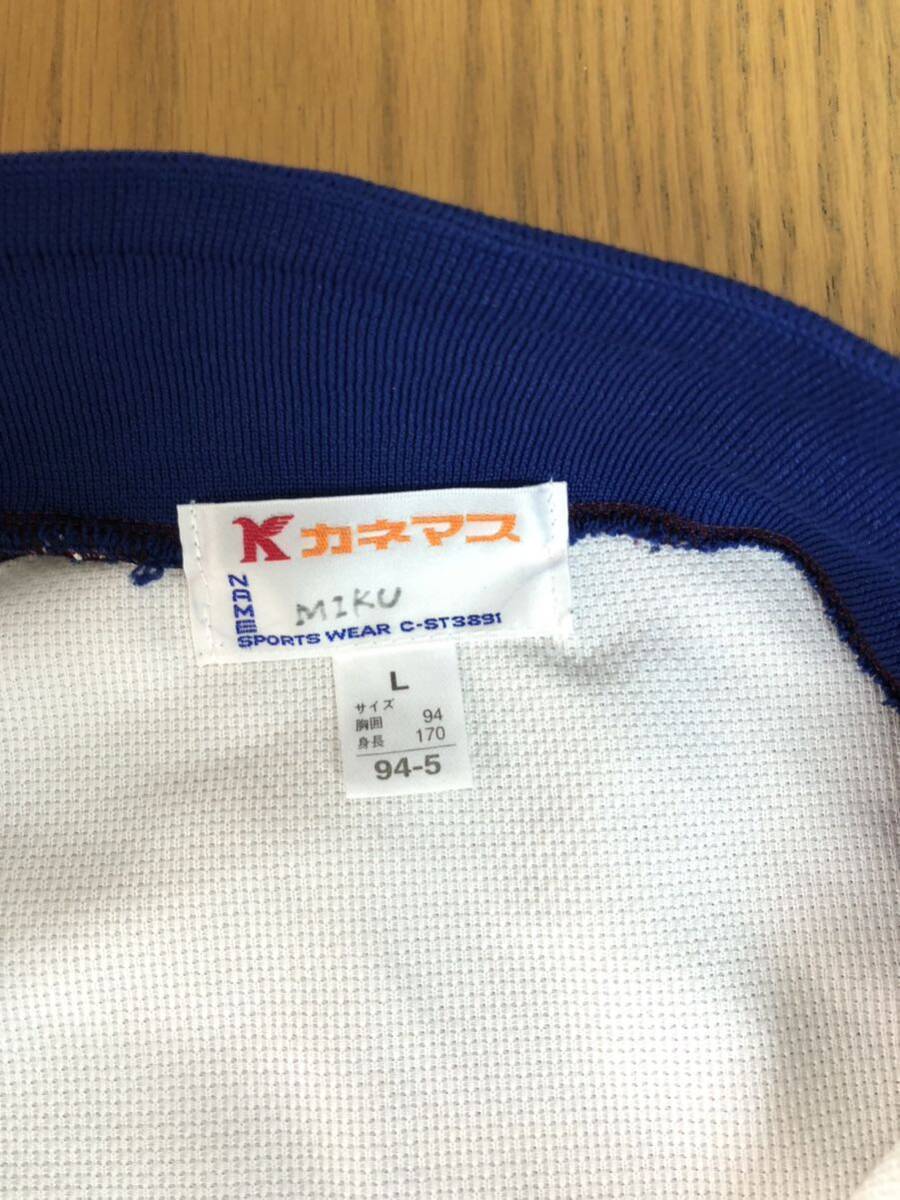 K カネマス
NAME MIKU
SPORTS WEAR C-ST3891
L
サイズ
胸囲 94
身長 170
94-5